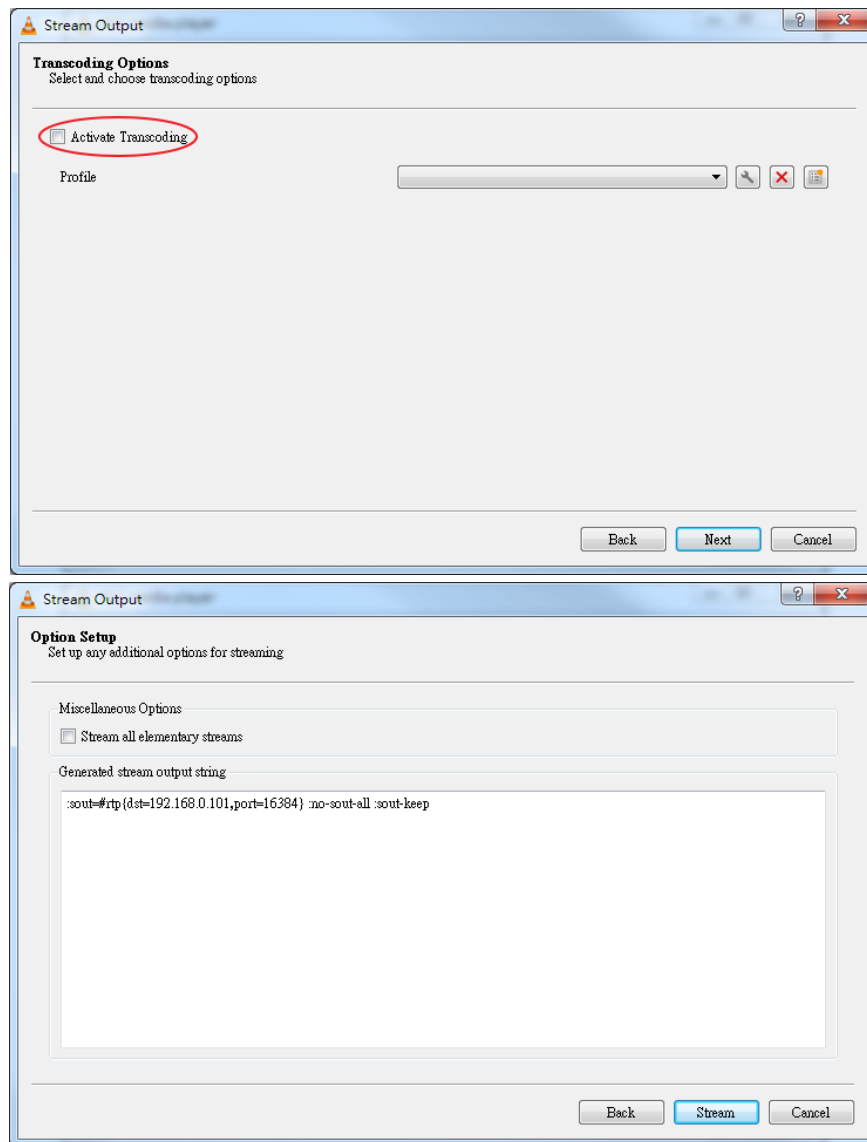 Stream Output
Transcoding Options
Select and choose transcoding options
Activate Transcoding
Profile
Back Next Cancel
Stream Output
Option Setup
Set up any additional options for streaming
Miscellaneous Options
Stream all elementary streams
Generated stream output string
:sout=#rtp{dst=192.168.0.101,port=16384} :no-sout-all :sout-keep
Back Stream Cancel